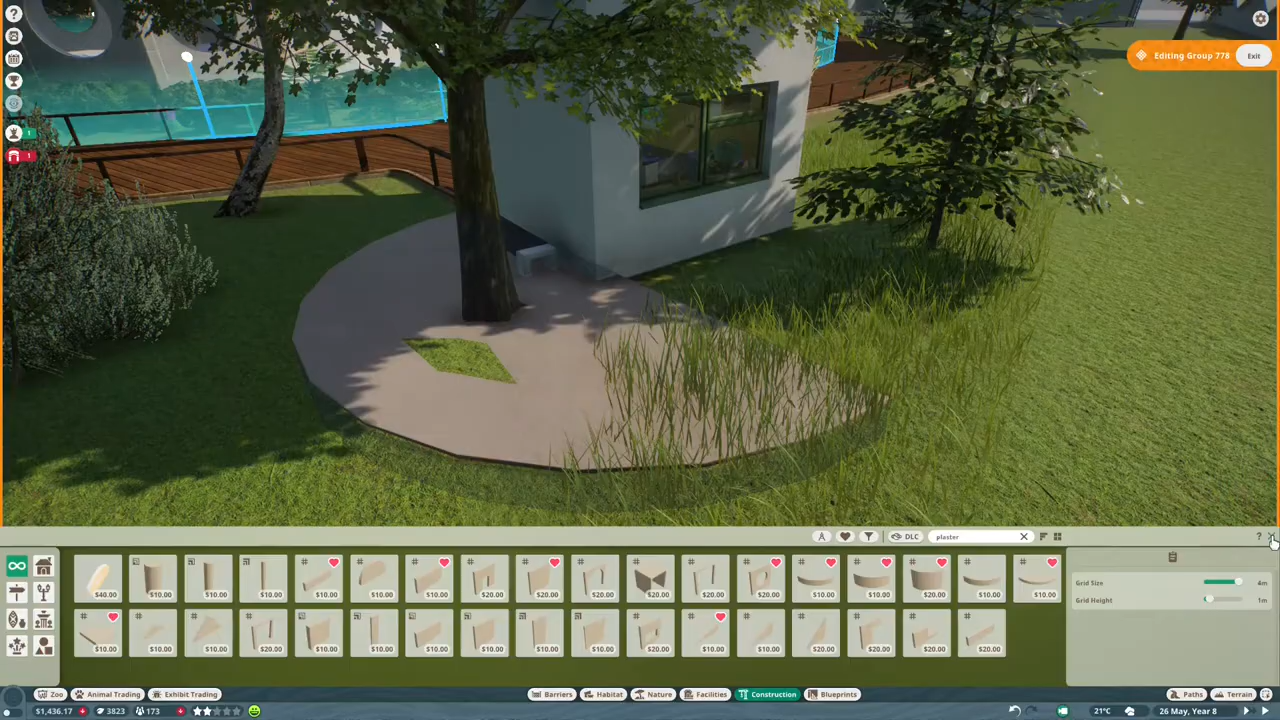 Editing Group 778 Exit
DLC plaster
?
$40.00 $10.00 $10.00 $10.00 $10.00 $10.00 $10.00 $20.00 $20.00 $20.00 $20.00 $20.00 $20.00 $10.00 $10.00 $20.00 $10.00 $10.00
Grid Size 4m
Grid Height 1m
$10.00 $10.00 $10.00 $20.00 $10.00 $10.00 $10.00 $10.00 $10.00 $10.00 $20.00 $10.00 $10.00 $20.00 $20.00 $20.00 $10.00
Zoo Animal Trading Exhibit Trading Barriers Habitat Nature Facilities Construction Blueprints Paths Terrain
$1,436.17 3823 173 21°C 26 May, Year 8